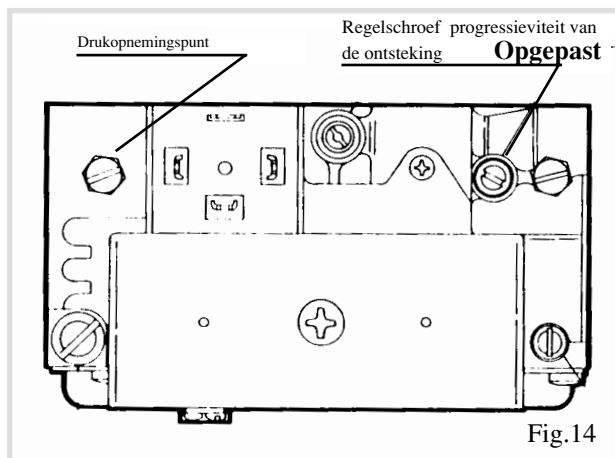 Drukopnemingspunt
Regelschroef progressieviteit van
de ontsteking Opgepast
Fig.14